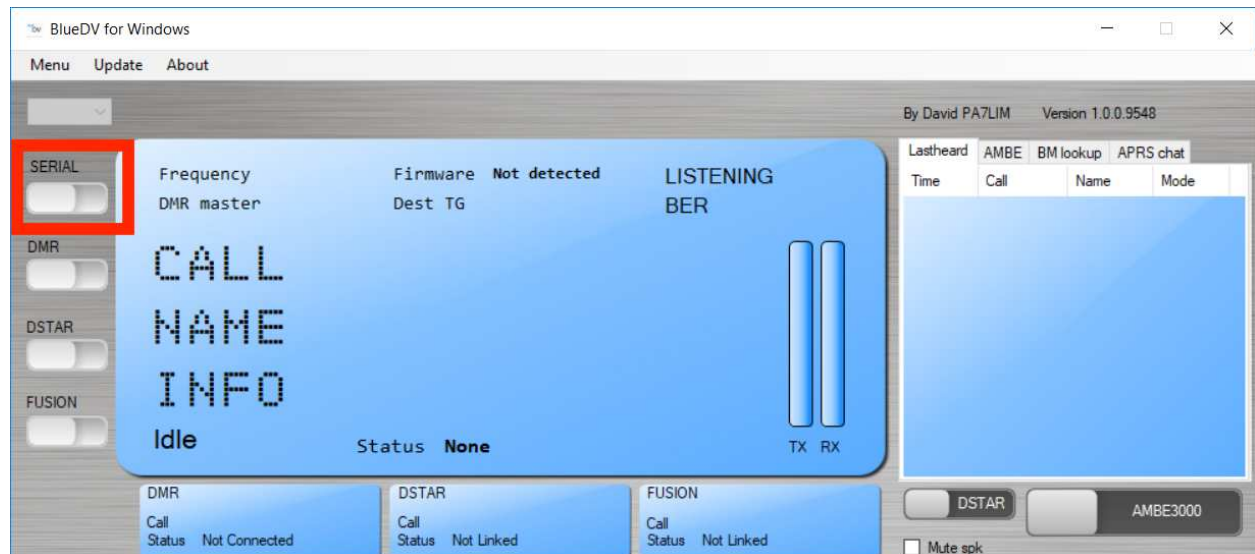 BlueDV for Windows
Menu Update About
By David PA7LIM Version 1.0.0.9548
SERIAL
DMR
DSTAR
FUSION
Frequency Firmware Not detected LISTENING
DMR master Dest TG BER
CALL
NAME
INFO
Idle Status None TX RX
Lastheard AMBE BM lookup APRS chat
Time Call Name Mode
DMR
Call
Status Not Connected
DSTAR
Call
Status Not Linked
FUSION
Call
Status Not Linked
DSTAR AMBE3000
Mute spk